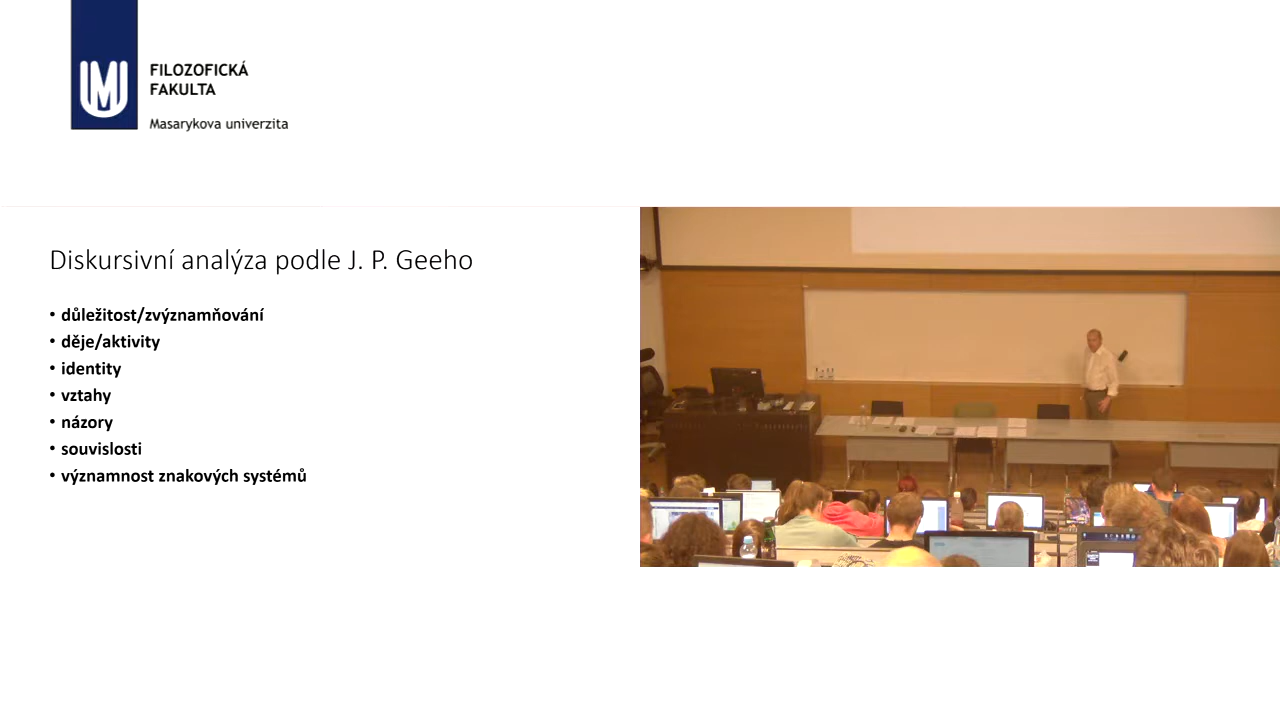 FILOZOFICKÁ
FAKULTA
Masarykova univerzita
Diskursivní analýza podle J. P. Geeho
• důležitost/zvýznamňování
• děje/aktivity
• identity
• vztahy
• názory
• souvislosti
• významnost znakových systémů